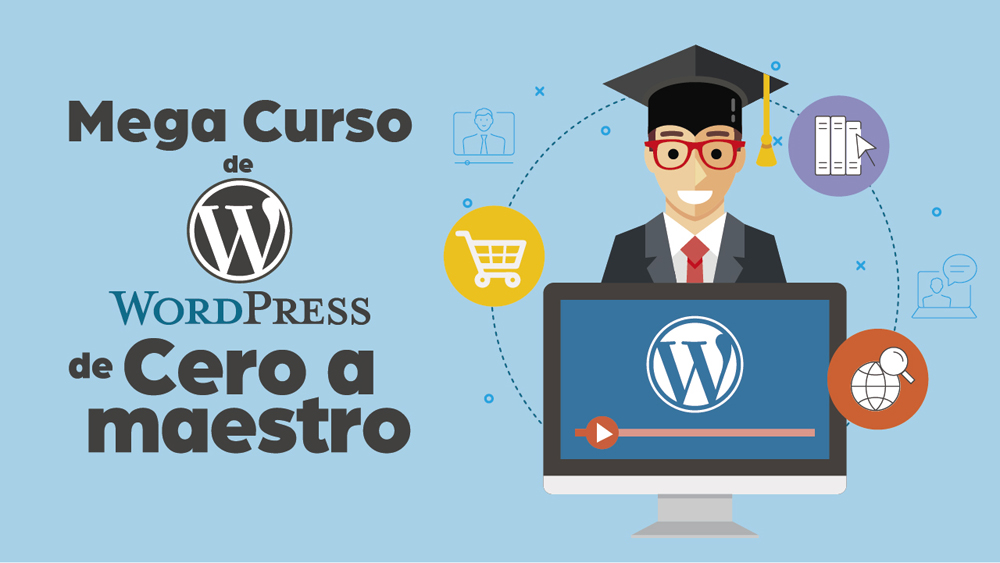 Mega Curso
de
W
WORDPRESS
de Cero a
maestro
W